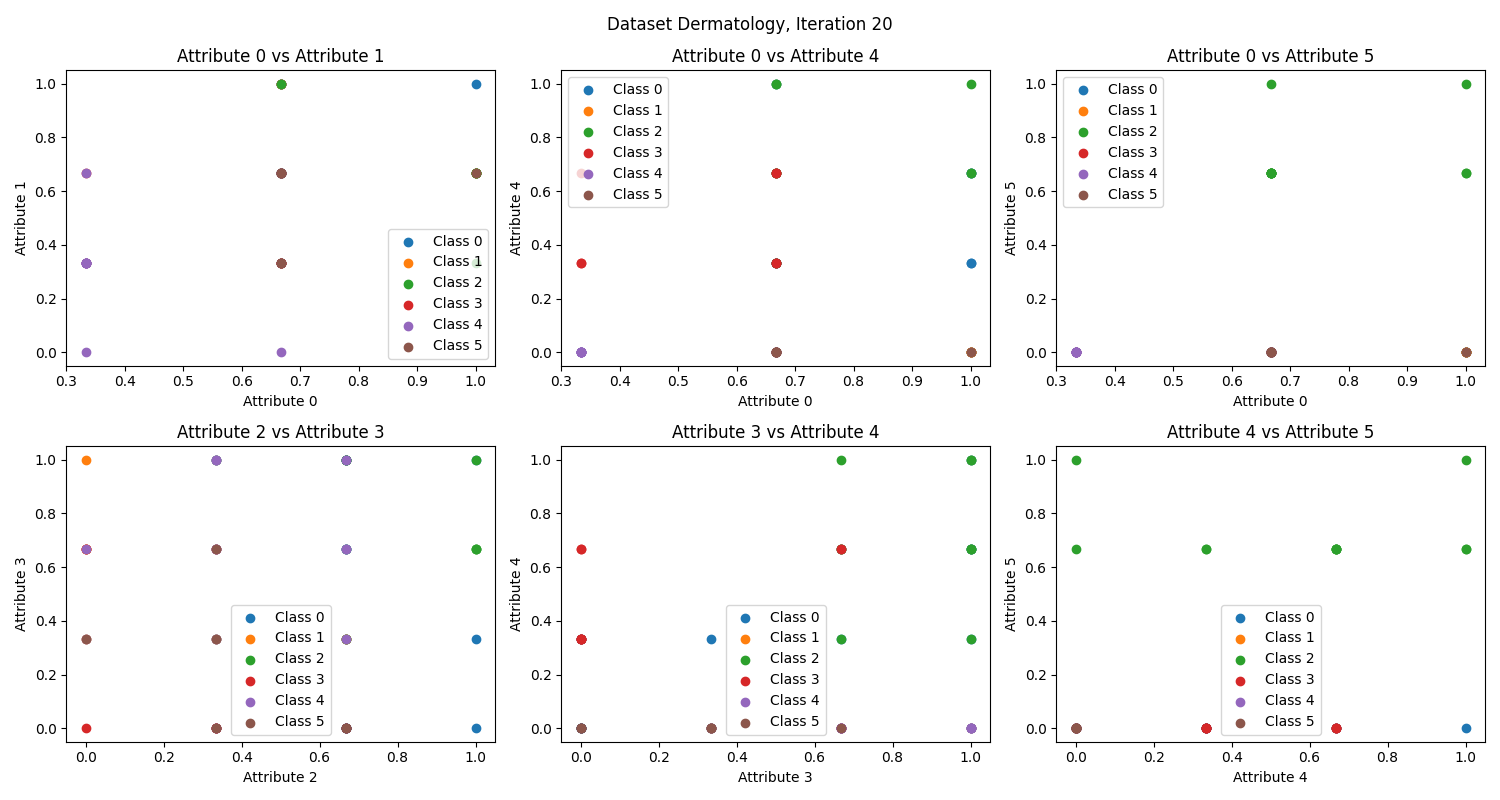 Dataset Dermatology, Iteration 20
Attribute 0 vs Attribute 1
1.0
0.8
0.6
0.4
0.2
0.0
Attribute 1
0.3 0.4 0.5 0.6 0.7 0.8 0.9 1.0
Attribute 0
Class 0
Class 1
Class 2
Class 3
Class 4
Class 5
Attribute 0 vs Attribute 4
1.0
0.8
0.6
0.4
0.2
0.0
Attribute 4
0.3 0.4 0.5 0.6 0.7 0.8 0.9 1.0
Attribute 0
Class 0
Class 1
Class 2
Class 3
Class 4
Class 5
Attribute 0 vs Attribute 5
1.0
0.8
0.6
0.4
0.2
0.0
Attribute 5
0.3 0.4 0.5 0.6 0.7 0.8 0.9 1.0
Attribute 0
Class 0
Class 1
Class 2
Class 3
Class 4
Class 5
Attribute 2 vs Attribute 3
1.0
0.8
0.6
0.4
0.2
0.0
Attribute 3
0.0 0.2 0.4 0.6 0.8 1.0
Attribute 2
Class 0
Class 1
Class 2
Class 3
Class 4
Class 5
Attribute 3 vs Attribute 4
1.0
0.8
0.6
0.4
0.2
0.0
Attribute 4
0.0 0.2 0.4 0.6 0.8 1.0
Attribute 3
Class 0
Class 1
Class 2
Class 3
Class 4
Class 5
Attribute 4 vs Attribute 5
1.0
0.8
0.6
0.4
0.2
0.0
Attribute 5
0.0 0.2 0.4 0.6 0.8 1.0
Attribute 4
Class 0
Class 1
Class 2
Class 3
Class 4
Class 5